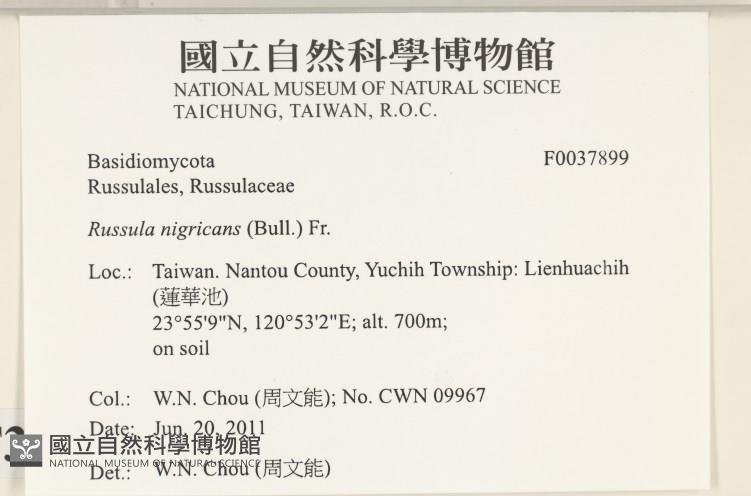 國立自然科學博物館
NATIONAL MUSEUM OF NATURAL SCIENCE
TAICHUNG, TAIWAN, R.O.C.
Basidiomycota F0037899
Russulales, Russulaceae
Russula nigricans (Bull.) Fr.
Loc.: Taiwan. Nantou County, Yuchih Township: Lienhuachih
(蓮華池)
23°55'9"N, 120°53'2"E; alt. 700m;
on soil
Col.: W.N. Chou (周文能); No. CWN 09967
Date: Jun. 20, 2011
國立自然科學博物館
NATIONAL MUSEUM OF NATURAL SCIENCE
Det.: W.N. Chou (周文能)